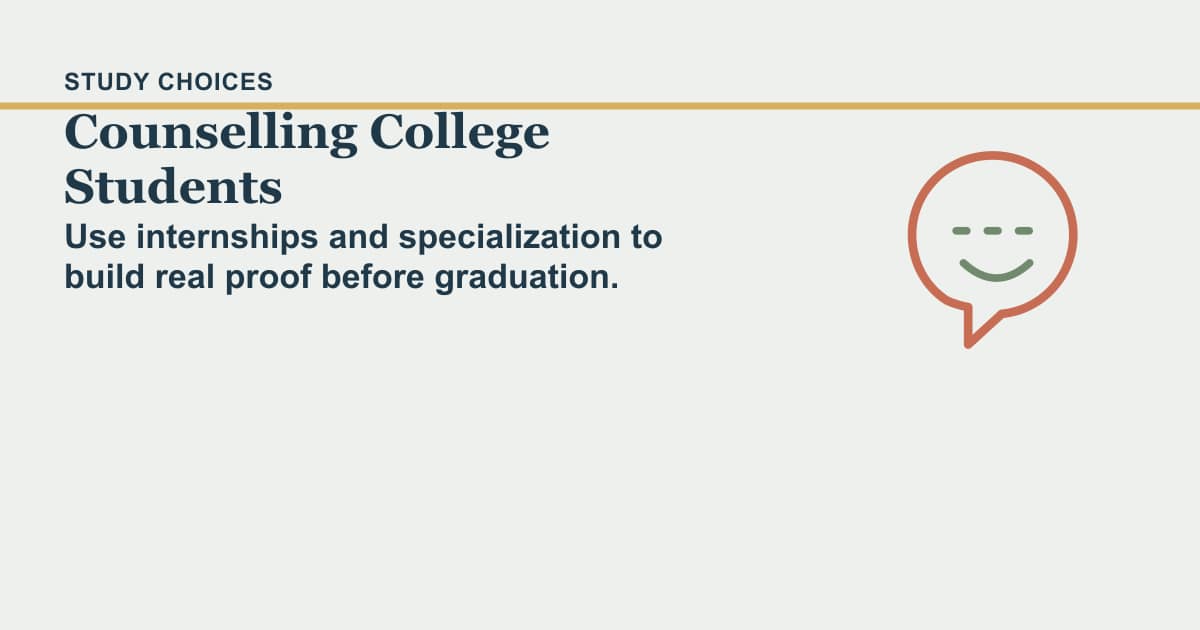 STUDY CHOICES
Counselling College
Students
Use internships and specialization to
build real proof before graduation.